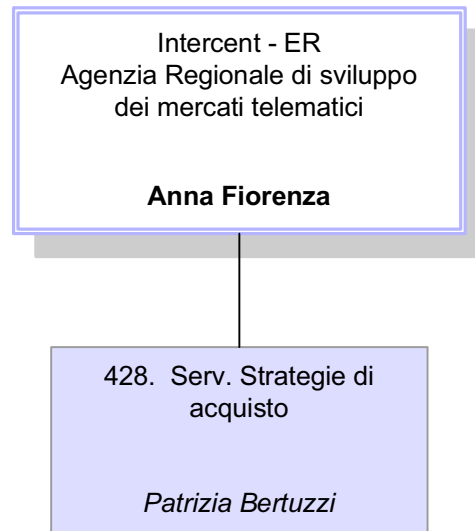 Intercent - ER
Agenzia Regionale di sviluppo
dei mercati telematici
Anna Fiorenza
428. Serv. Strategie di
acquisto
Patrizia Bertuzzi